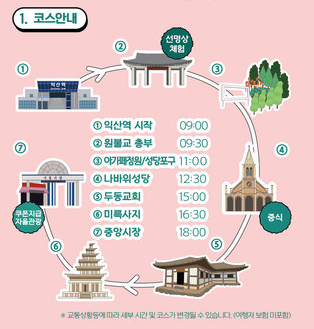 1. 코스안내
선명상
체험
①
②
③
④
⑤
⑥
⑦
익산역
① 익산역 시작 09:00
② 원불교 총부 09:30
③ 아가페정원/성당포구 11:00
④ 나바위성당 12:30
⑤ 두동교회 15:00
⑥ 미륵사지 16:30
⑦ 중앙시장 18:00
쿠폰지급
자율관광
중식
※ 교통상황등에 따라 세부 시간 및 코스가 변경될 수 있습니다. (여행자 보험 미포함)